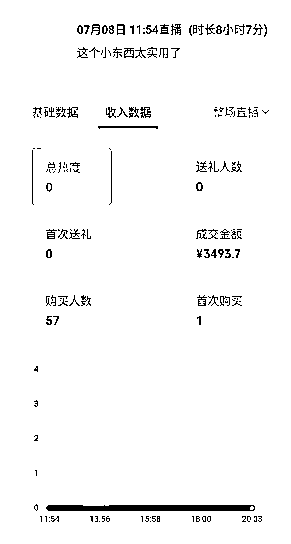 07月08日 11:54直播 (时长8小时7分)
这个小东西太实用了
基础数据 收入数据 整场直播
总热度 送礼人数
0 0
首次送礼 成交金额
0 ¥3493.7
购买人数 首次购买
57 1
4
3
2
1
0
11:54 13:56 15:58 18:00 20:03